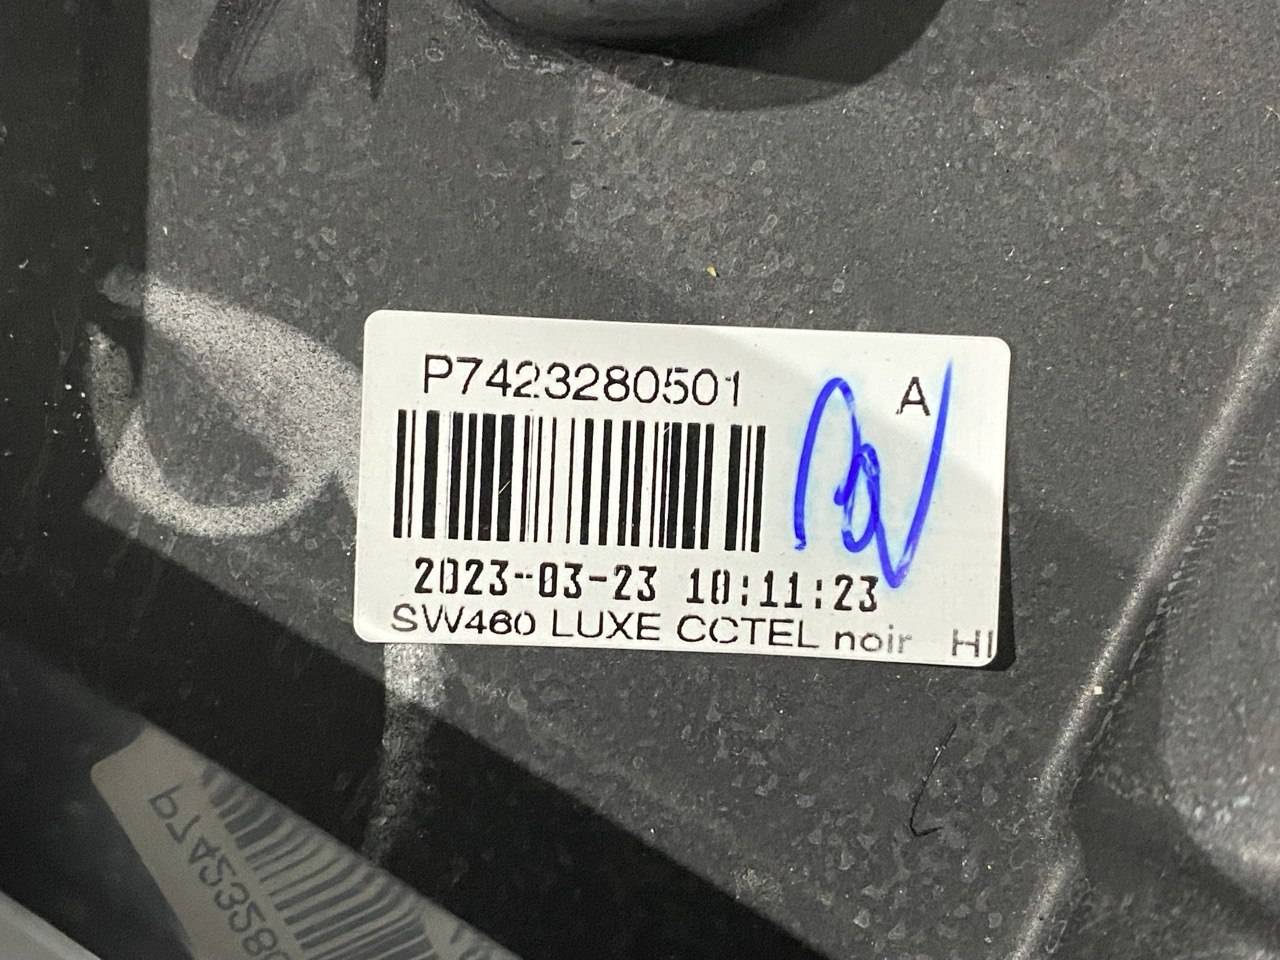 P7423280501
A
2023-03-23 10:11:23
SW460 LUXE CCTEL noir HI